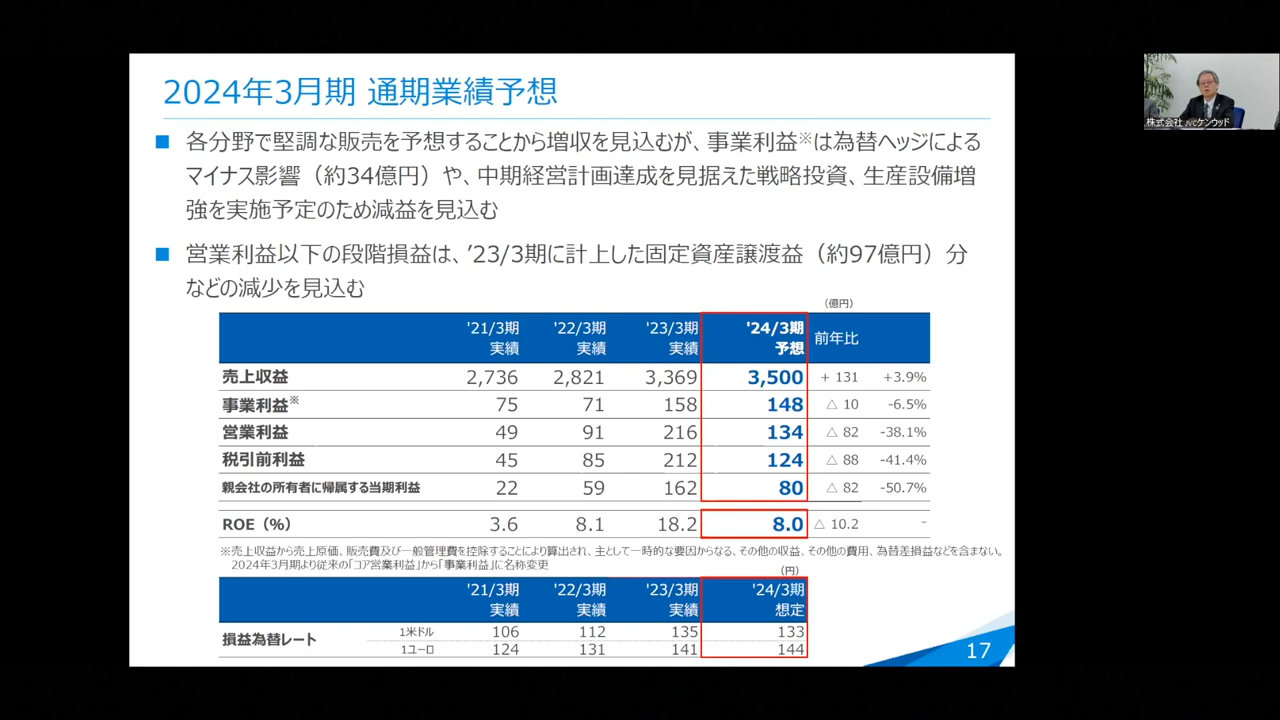 2024年3月期 通期業績予想
■ 各分野で堅調な販売を予想することから増収を見込むが、事業利益※は為替ヘッジによる
マイナス影響（約34億円）や、中期経営計画達成を見据えた戦略投資、生産設備増
強を実施予定のため減益を見込む
■ 営業利益以下の段階損益は、’23/3期に計上した固定資産譲渡益（約97億円）分
などの減少を見込む
（億円）
'21/3期 実績 '22/3期 実績 '23/3期 実績 '24/3期 予想 前年比
売上収益 2,736 2,821 3,369 3,500 + 131 +3.9%
事業利益※ 75 71 158 148 △ 10 -6.5%
営業利益 49 91 216 134 △ 82 -38.1%
税引前利益 45 85 212 124 △ 88 -41.4%
親会社の所有者に帰属する当期利益 22 59 162 80 △ 82 -50.7%
ROE（%） 3.6 8.1 18.2 8.0 △ 10.2 -
※売上収益から売上原価、販売費及び一般管理費を控除することにより算出され、主として一時的な要因からなる、その他の収益、その他の費用、為替差損益などを含まない。
2024年3月期より従来の「コア営業利益」から「事業利益」に名称変更
（円）
'21/3期 実績 '22/3期 実績 '23/3期 実績 '24/3期 想定
損益為替レート 1米ドル 106 112 135 133
1ユーロ 124 131 141 144
17
株式会社 JVCケンウッド